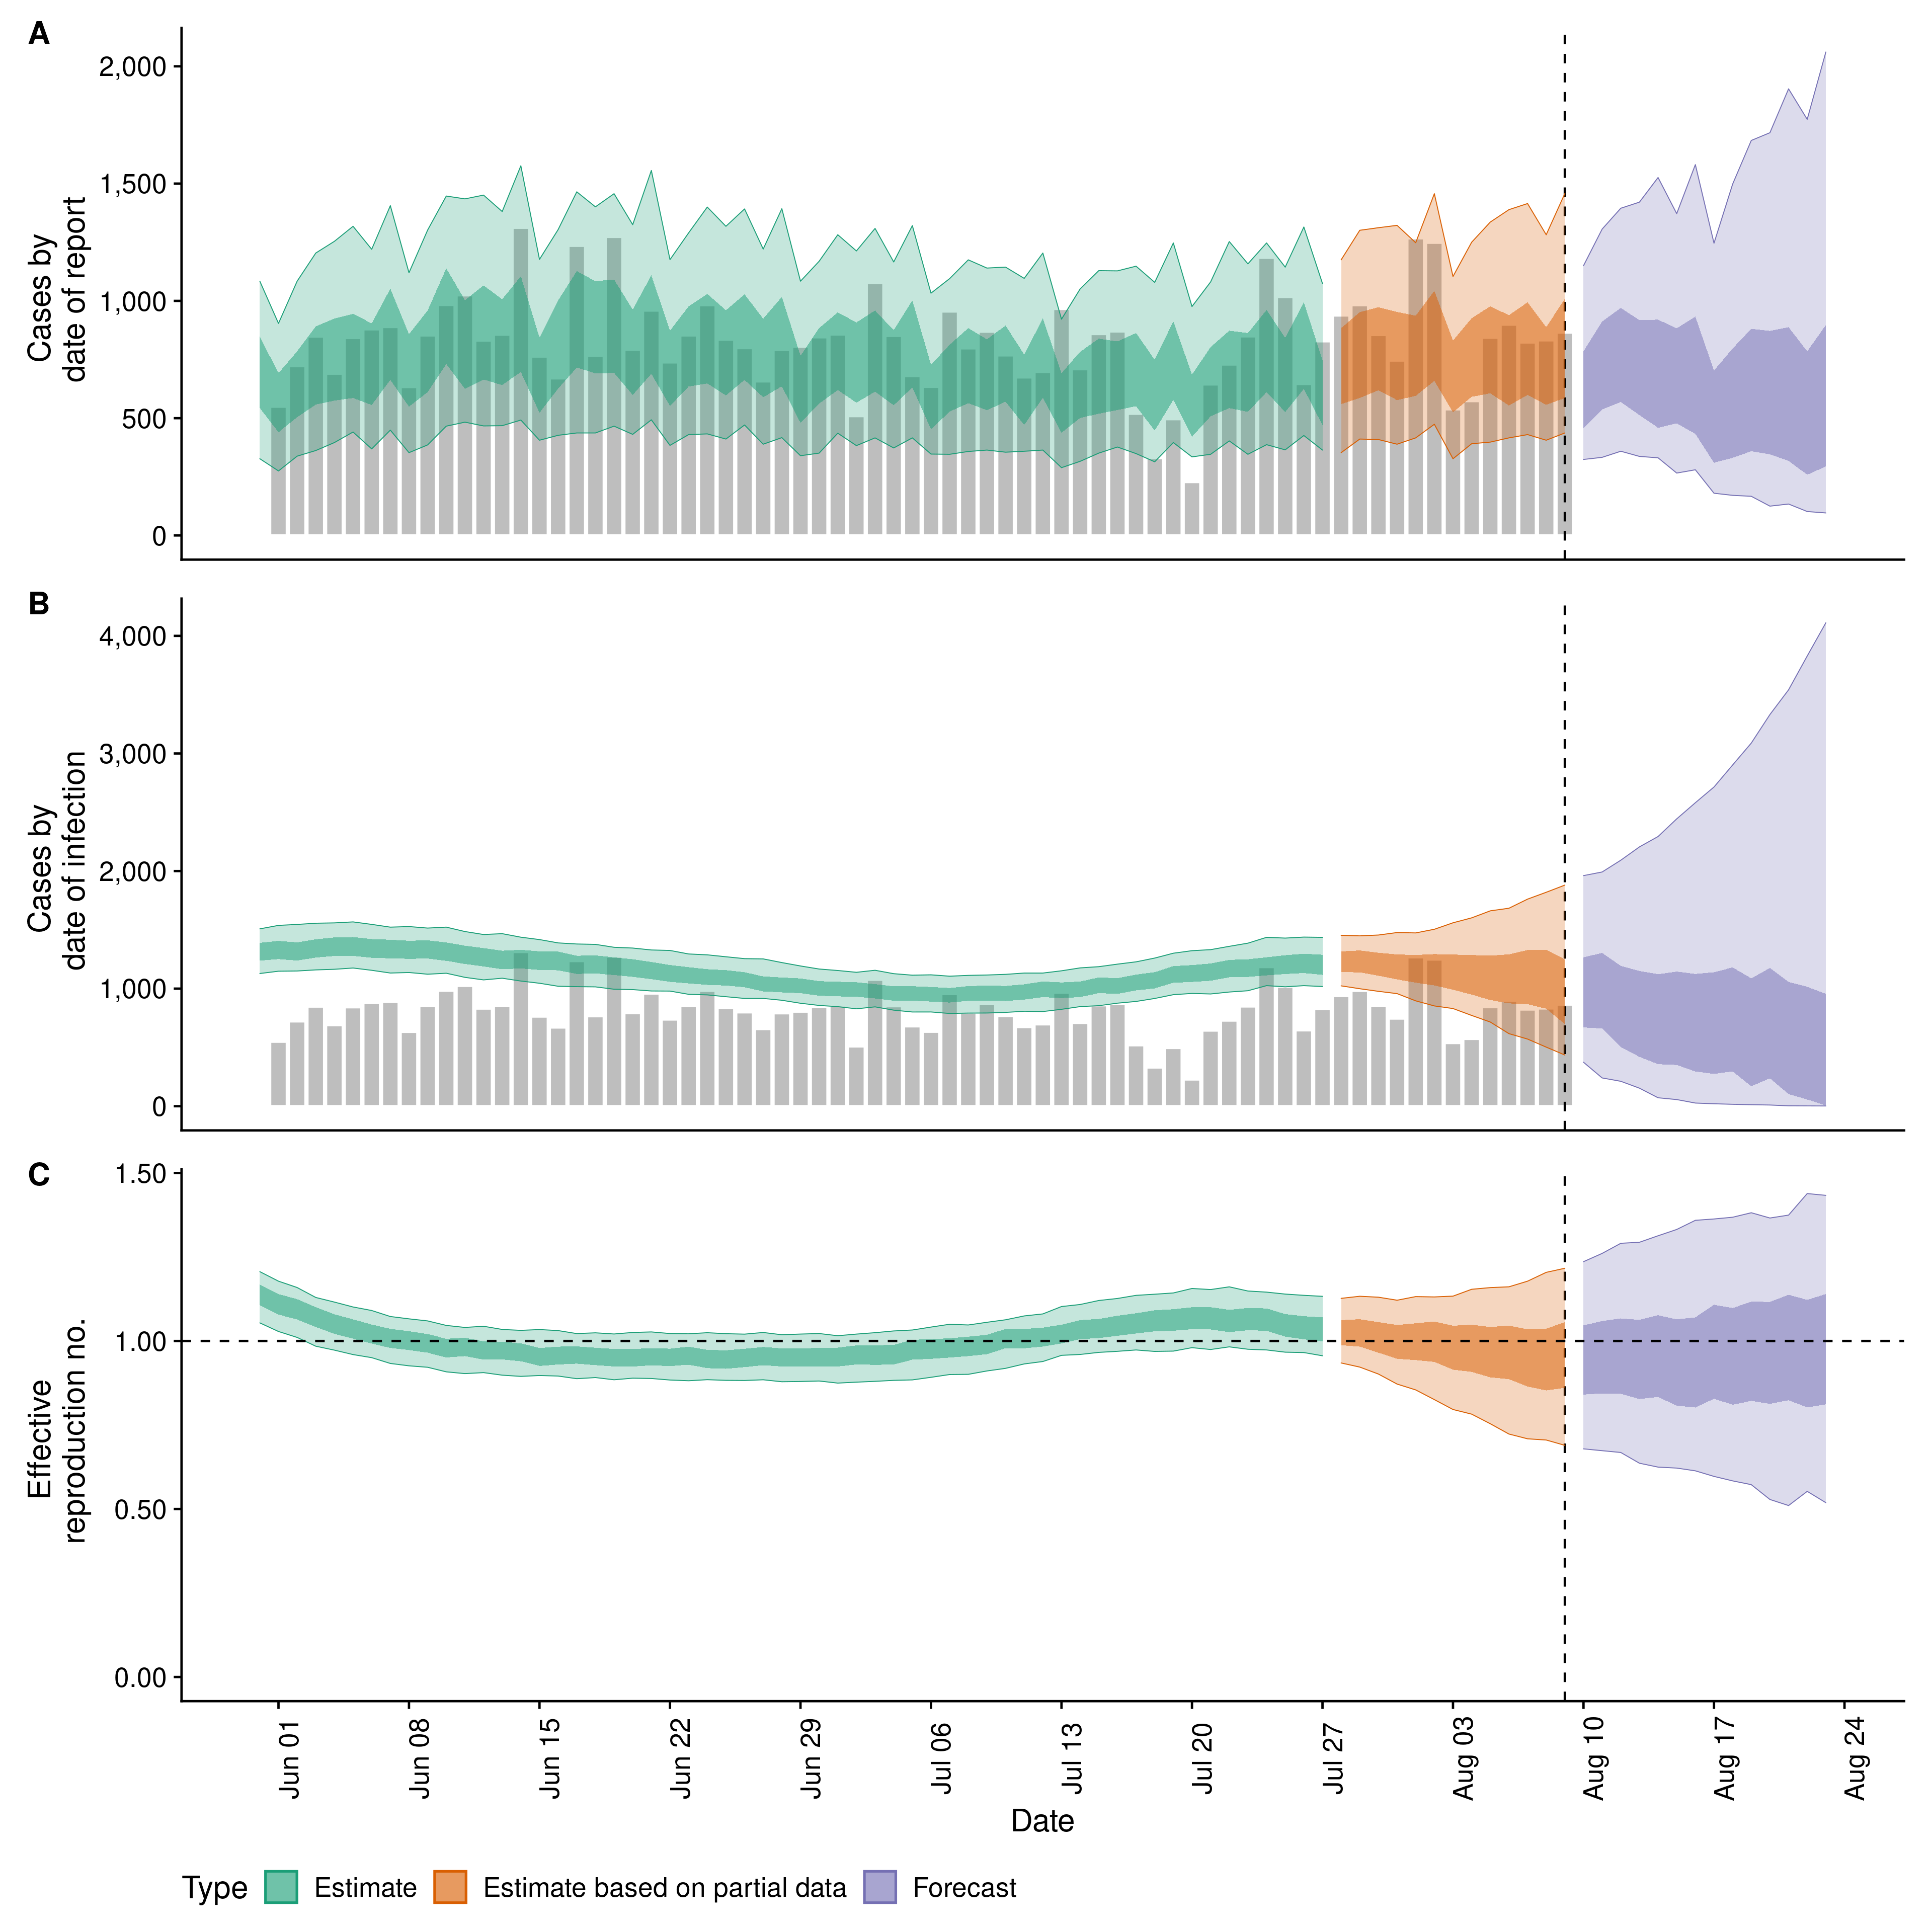 A
Cases by
date of report
2,000
1,500
1,000
500
0
B
Cases by
date of infection
4,000
3,000
2,000
1,000
0
C
Effective
reproduction no.
1.50
1.00
0.50
0.00
Jun 01
Jun 08
Jun 15
Jun 22
Jun 29
Jul 06
Jul 13
Jul 20
Jul 27
Aug 03
Aug 10
Aug 17
Aug 24
Date
Type Estimate Estimate based on partial data Forecast